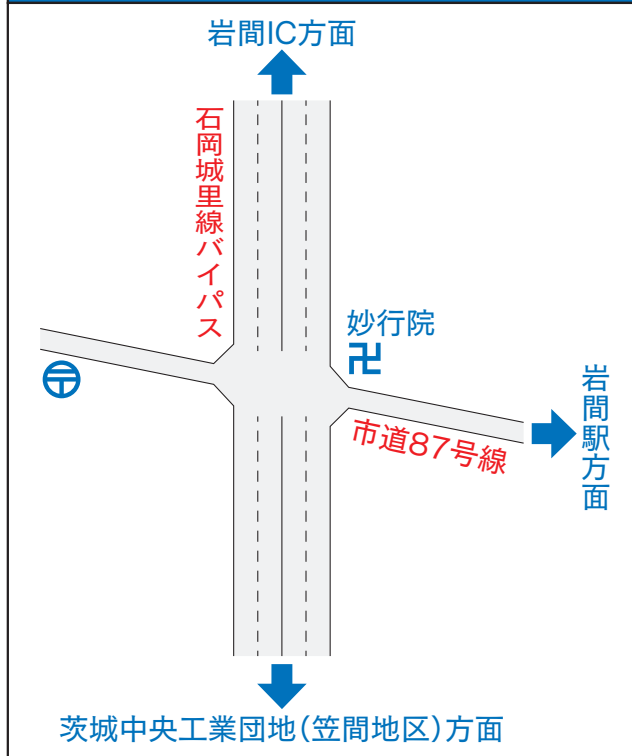 岩間IC方面
石岡城里線バイパス
妙行院
卍
〒
市道87号線
岩間駅方面
茨城中央工業団地(笠間地区)方面